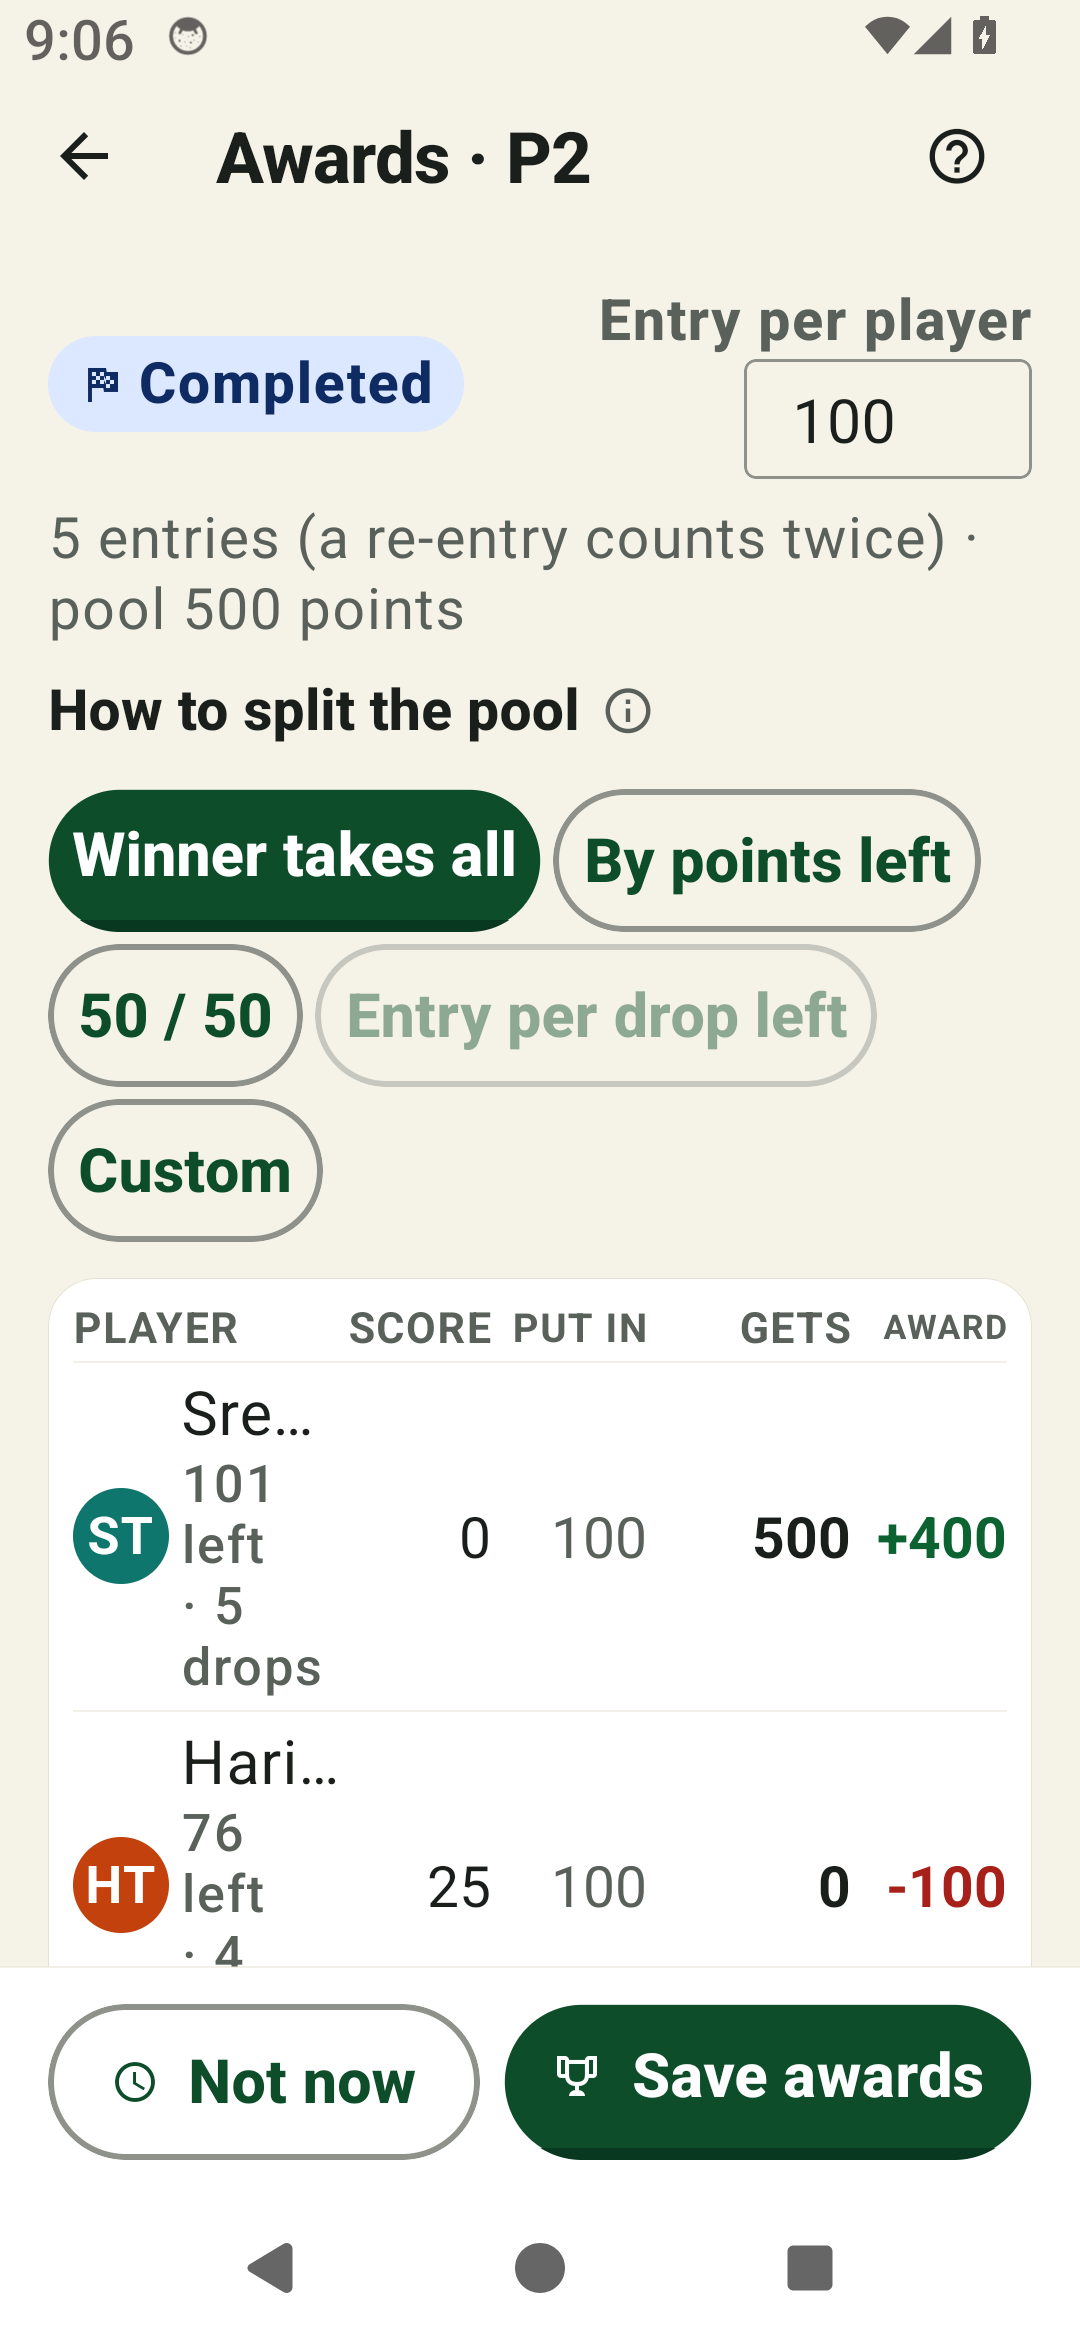 9:06
Awards · P2
Entry per player
Completed
100
5 entries (a re-entry counts twice) ·
pool 500 points
How to split the pool
Winner takes all
By points left
50 / 50
Entry per drop left
Custom
PLAYER SCORE PUT IN GETS AWARD
Sre…
101
left
· 5
drops
ST
0 100 500 +400
Hari…
76
left
· 4
HT
25 100 0 -100
Not now
Save awards